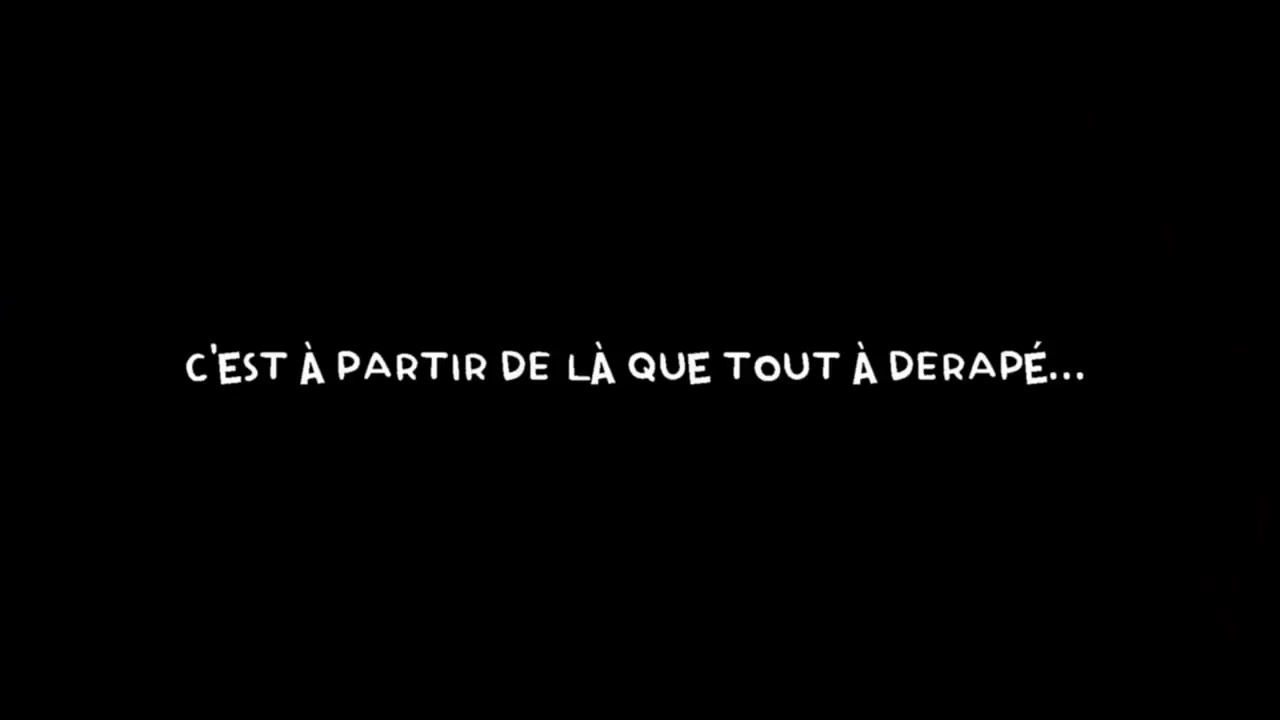 C'EST À PARTIR DE LÀ QUE TOUT À DERAPÉ...